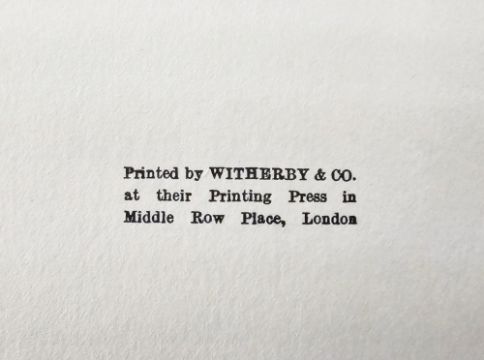 Printed by WITHERBY & CO.
at their Printing Press in
Middle Row Place, London